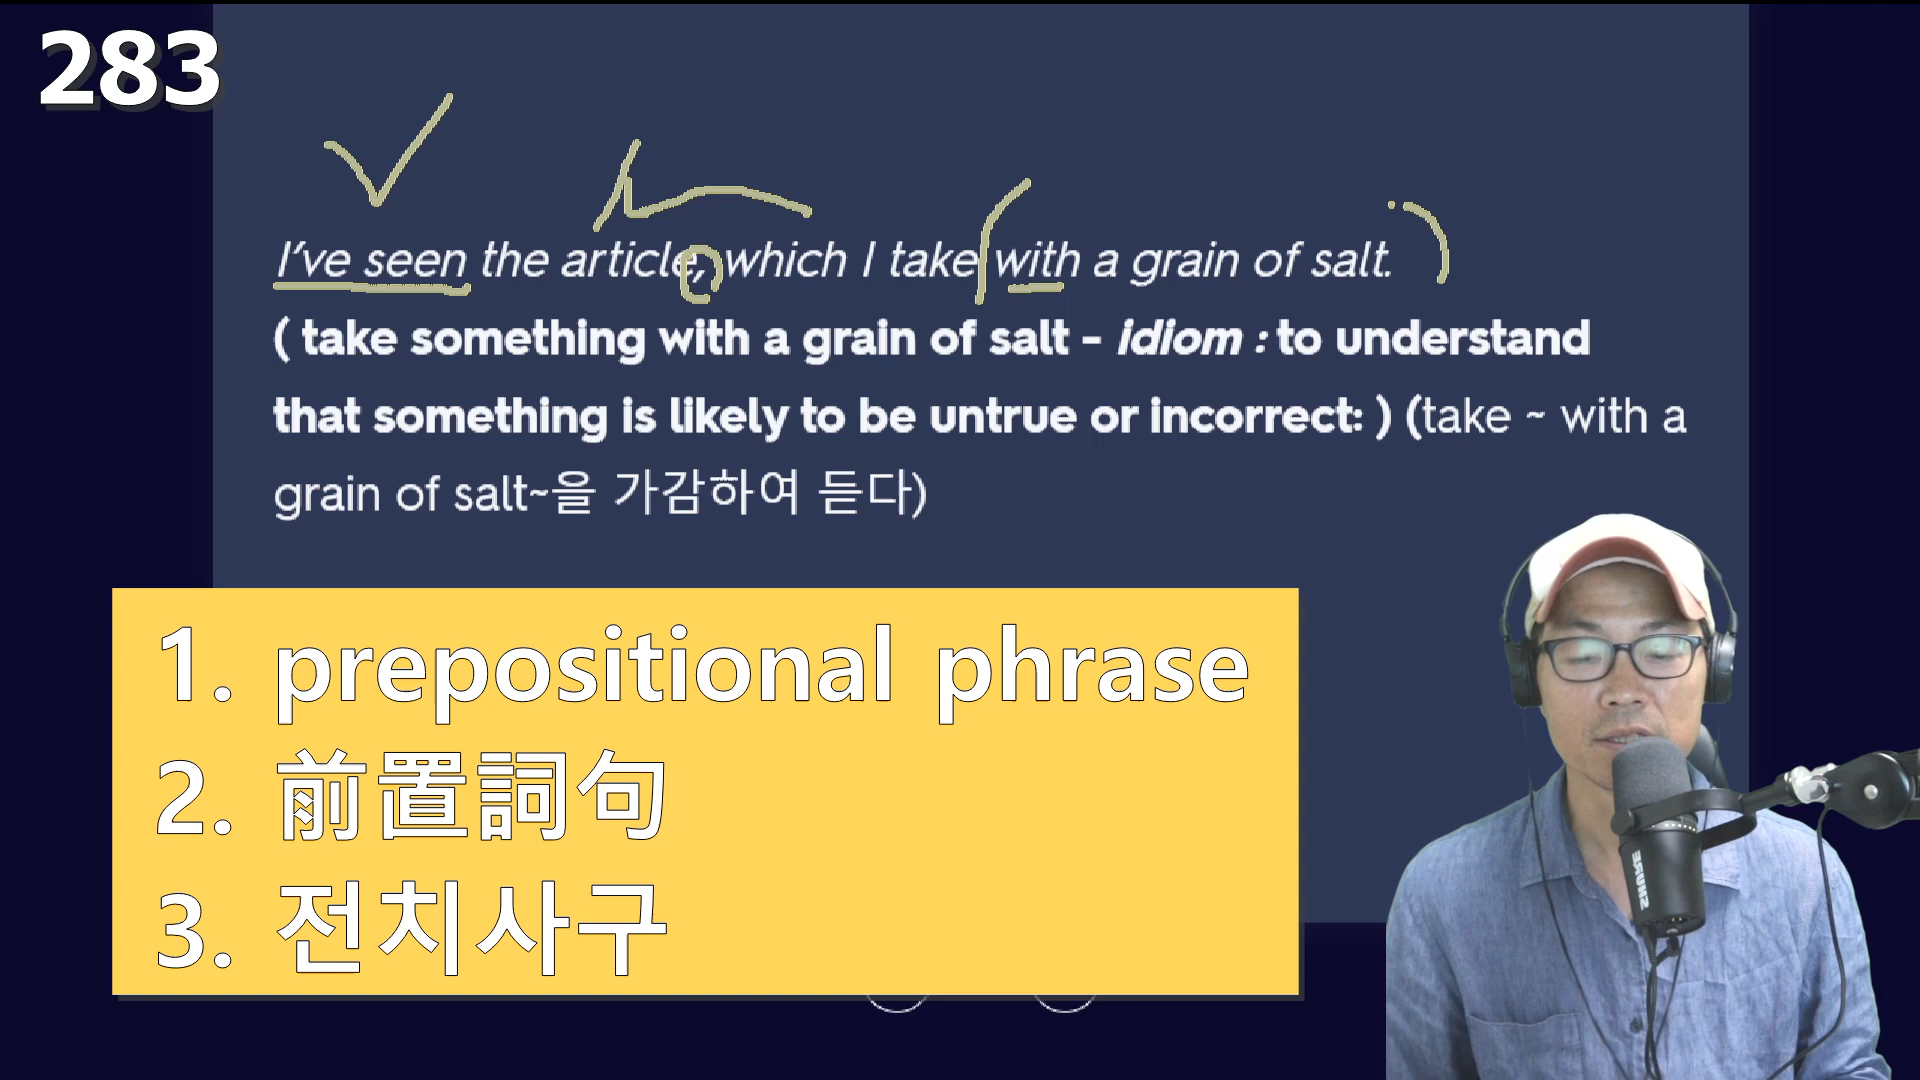 283
I've seen the article, which I take with a grain of salt.
( take something with a grain of salt - idiom : to understand
that something is likely to be untrue or incorrect: ) (take ~ with a
grain of salt~을 가감하여 듣다)
1. prepositional phrase
2. 前置詞句
3. 전치사구
SHURE